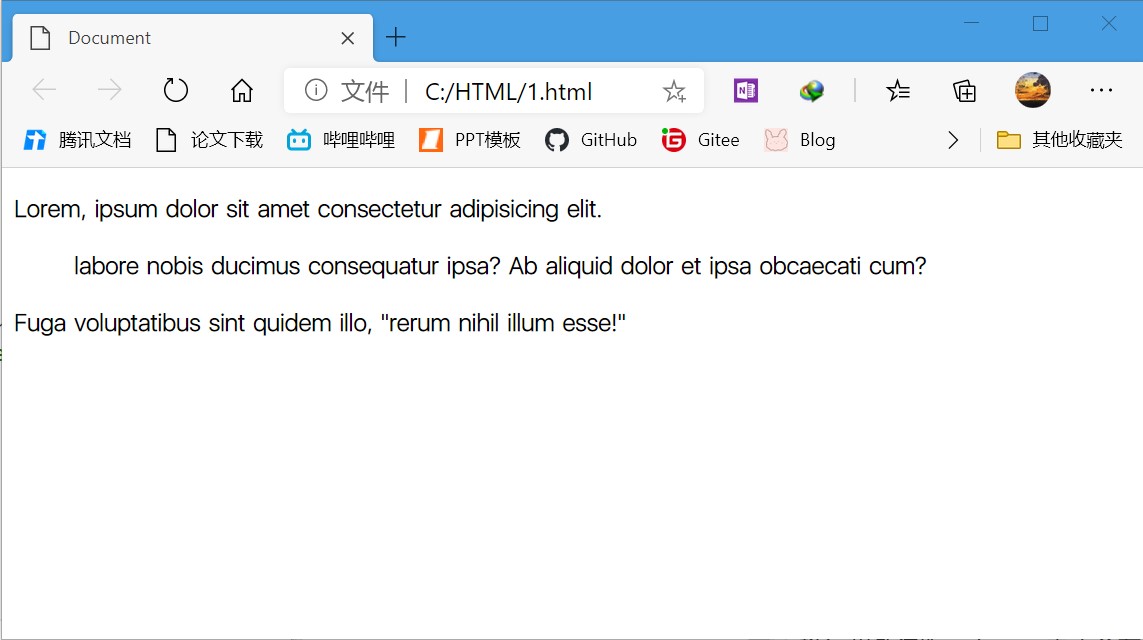 Document
文件 C:/HTML/1.html
腾讯文档 论文下载 哔哩哔哩 PPT模板 GitHub Gitee Blog 其他收藏夹
Lorem, ipsum dolor sit amet consectetur adipisicing elit.
labore nobis ducimus consequatur ipsa? Ab aliquid dolor et ipsa obcaecati cum?
Fuga voluptatibus sint quidem illo, "rerum nihil illum esse!"